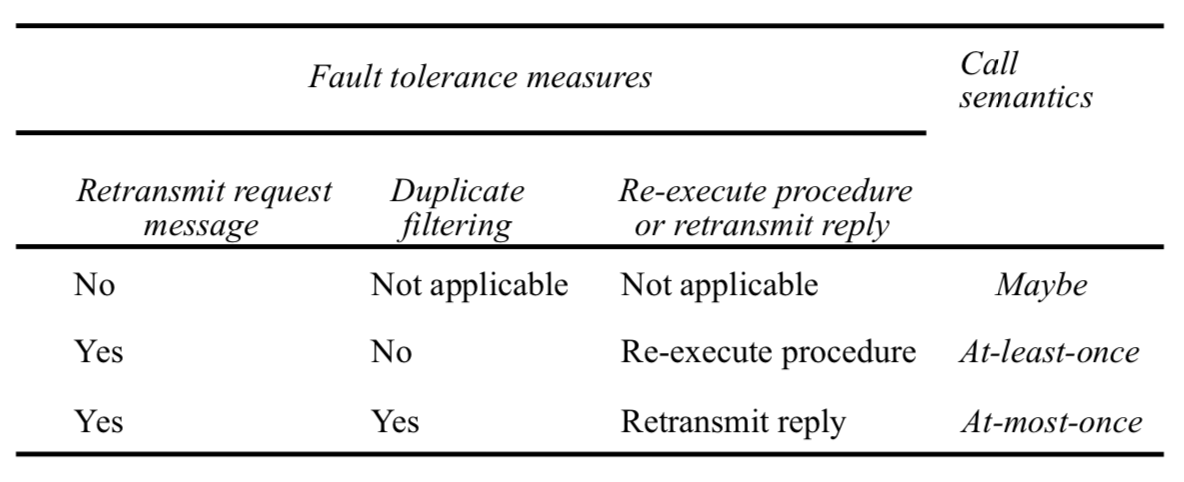 Fault tolerance measures
Call
semantics
Retransmit request
message
Duplicate
filtering
Re-execute procedure
or retransmit reply
No Not applicable Not applicable Maybe
Yes No Re-execute procedure At-least-once
Yes Yes Retransmit reply At-most-once